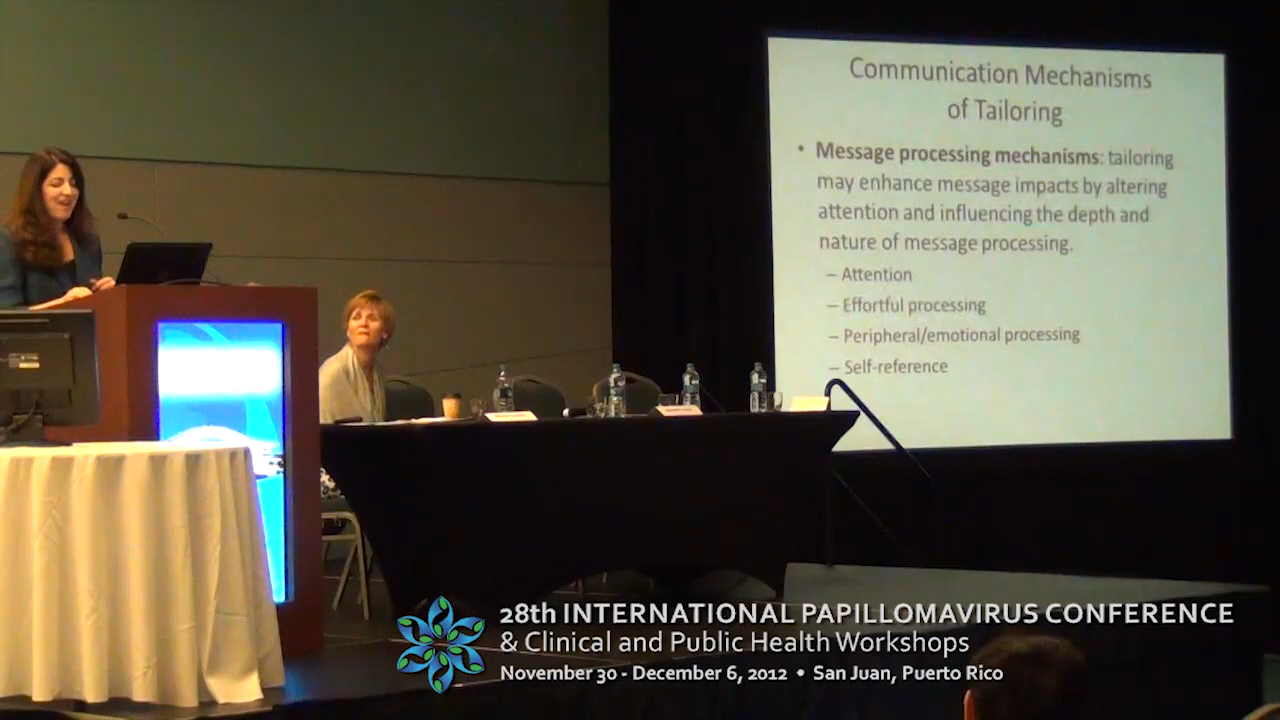 Communication Mechanisms
of Tailoring
• Message processing mechanisms: tailoring
may enhance message impacts by altering
attention and influencing the depth and
nature of message processing.
– Attention
– Effortful processing
– Peripheral/emotional processing
– Self-reference
28th INTERNATIONAL PAPILLOMAVIRUS CONFERENCE
& Clinical and Public Health Workshops
November 30 - December 6, 2012 • San Juan, Puerto Rico